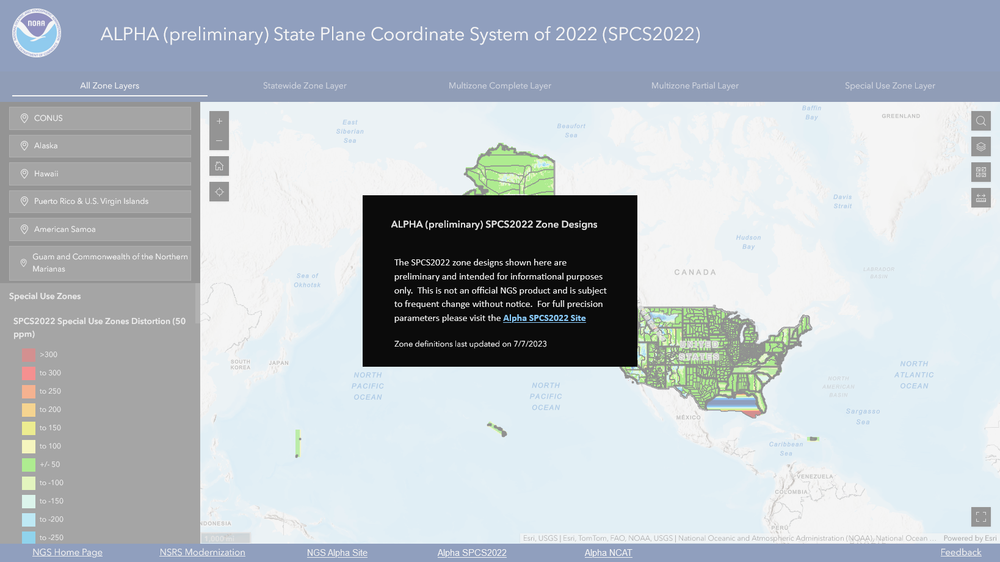 NOAA
ALPHA (preliminary) State Plane Coordinate System of 2022 (SPCS2022)
All Zone Layers
Statewide Zone Layer
Multizone Complete Layer
Multizone Partial Layer
Special Use Zone Layer
CONUS
Alaska
Hawaii
Puerto Rico & U.S. Virgin Islands
American Samoa
Guam and Commonwealth of the Northern
Marianas
Special Use Zones
SPCS2022 Special Use Zones Distortion (50
ppm)
>300
to 300
to 250
to 200
to 150
to 100
+/- 50
to -100
to -150
to -200
to -250
East
Siberian
Sea
Beaufort
Sea
Baffin
Bay
GREENLAND
Davis
Strait
Hudson
Bay
CANADA
LABRADOR
BASIN
Sea of
Okhotsk
SOUTH
KOREA
JAPAN
NORTH
PACIFIC
OCEAN
NORTH
PACIFIC
OCEAN
UNITED
STATES
NORTH
ATLANTIC
OCEAN
NORTH
AMERICAN
BASIN
Sargasso
Sea
MÉXICO
Caribbean
Sea
VENEZUELA
COLOMBIA
PERÚ
NDONESIA
1,000 mi
ALPHA (preliminary) SPCS2022 Zone Designs
The SPCS2022 zone designs shown here are
preliminary and intended for informational purposes
only. This is not an official NGS product and is subject
to frequent change without notice. For full precision
parameters please visit the Alpha SPCS2022 Site
Zone definitions last updated on 7/7/2023
Esri, USGS | Esri, TomTom, FAO, NOAA, USGS | National Oceanic and Atmospheric Administration (NOAA), National Ocean ...
Powered by Esri
NGS Home Page
NSRS Modernization
NGS Alpha Site
Alpha SPCS2022
Alpha NCAT
Feedback